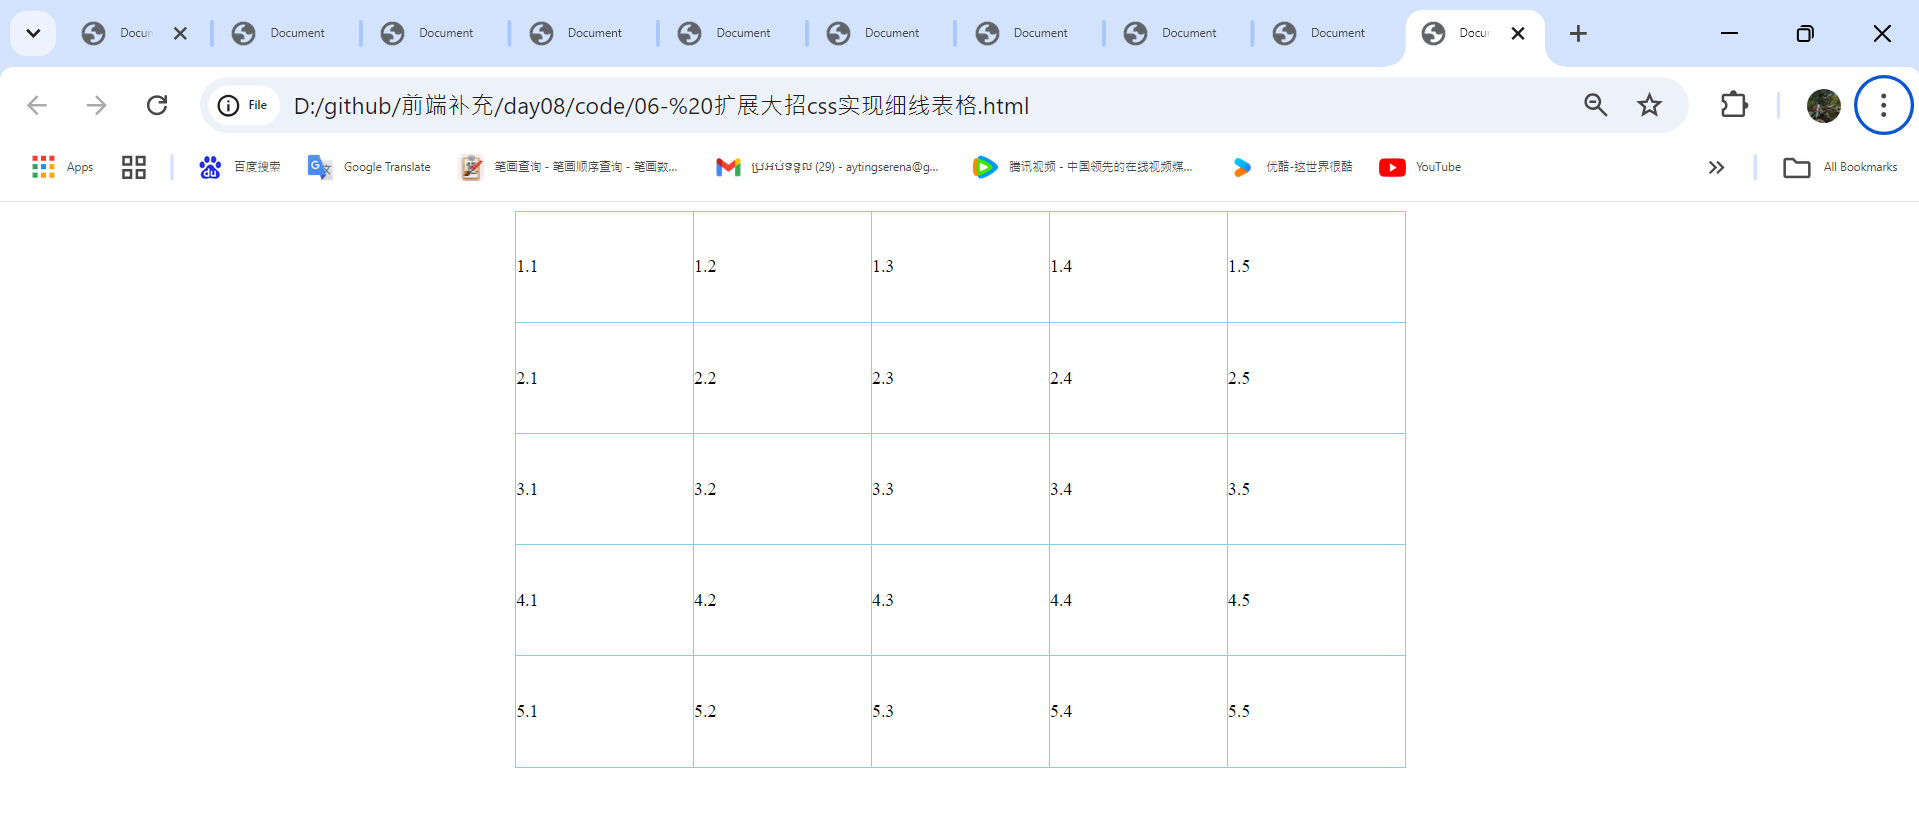 Docun Document Document Document Document Document Document Document Document Docur
File D:/github/前端补充/day08/code/06-%20扩展大招css实现细线表格.html
Apps 百度搜索 Google Translate 笔画查询 - 笔画顺序查询 - 笔画数... ប្រអប់ទទួល (29) - aytingserena@g... 腾讯视频 - 中国领先的在线视频媒... 优酷-这世界很酷 YouTube All Bookmarks
1.1 1.2 1.3 1.4 1.5
2.1 2.2 2.3 2.4 2.5
3.1 3.2 3.3 3.4 3.5
4.1 4.2 4.3 4.4 4.5
5.1 5.2 5.3 5.4 5.5